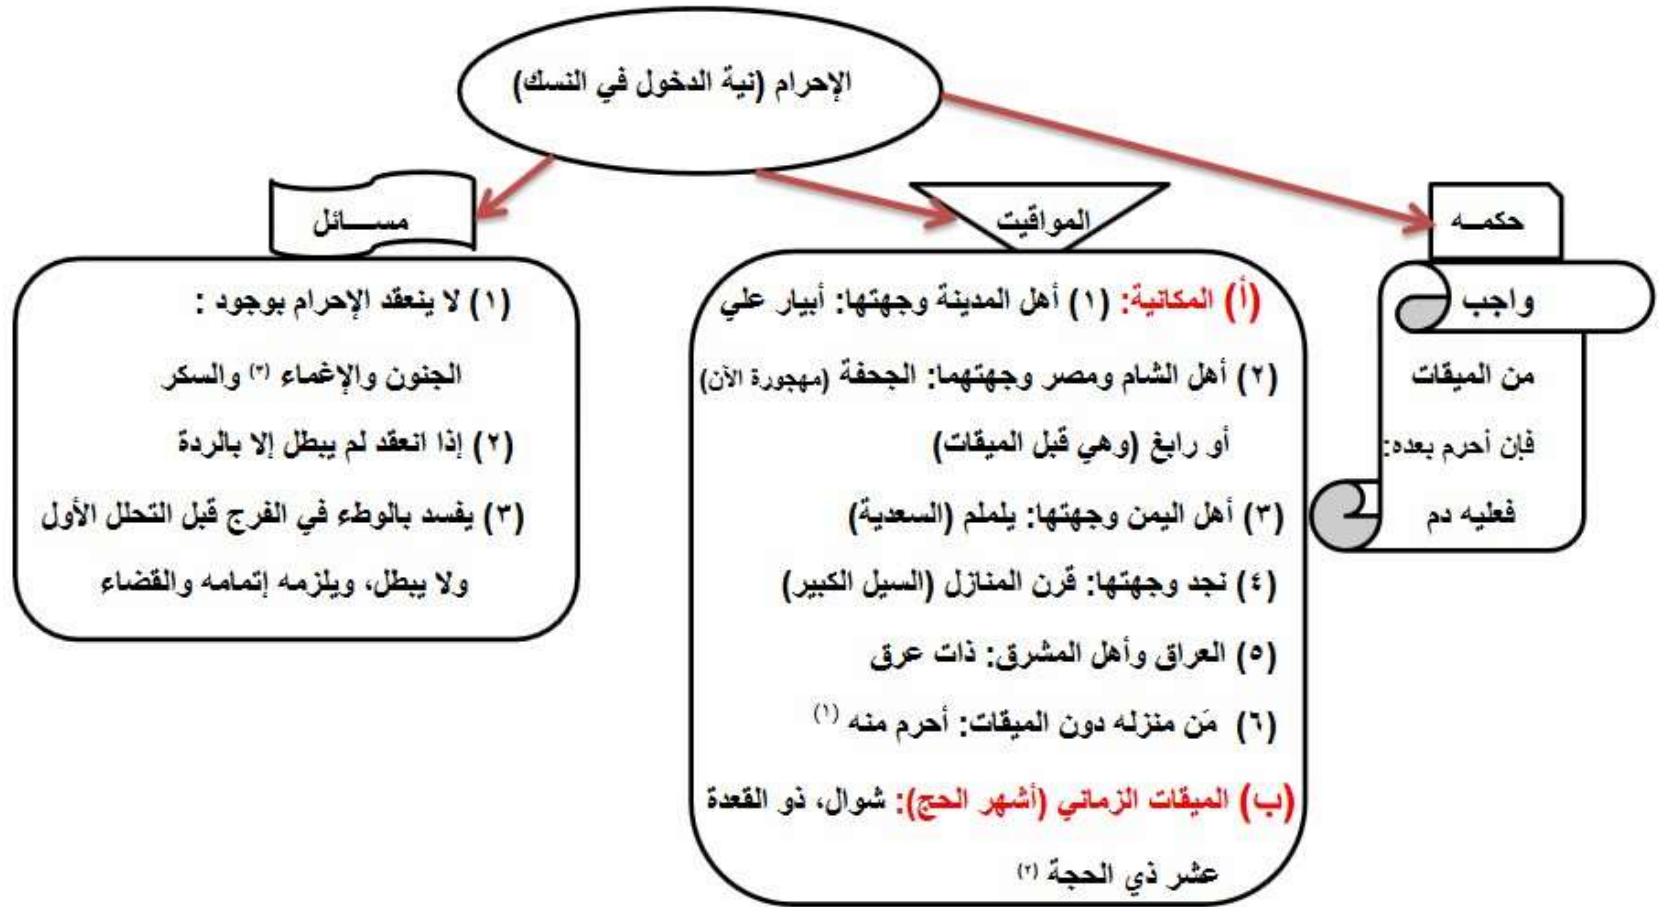 الإحرام (نية الدخول في النسك)
حكمــه
واجب
من الميقات
فإن أحرم بعده:
فعليه دم
المواقيت
(أ) المكانية: (١) أهل المدينة وجهتها: أبيار علي
(٢) أهل الشام ومصر وجهتهما: الجحفة (مهجورة الآن)
أو رابغ (وهي قبل الميقات)
(٣) أهل اليمن وجهتها: يلملم (السعدية)
(٤) نجد وجهتها: قرن المنازل (السيل الكبير)
(٥) العراق وأهل المشرق: ذات عرق
(٦) مَن منزله دون الميقات: أحرم منه (١)
(ب) الميقات الزماني (أشهر الحج): شوال، ذو القعدة
عشر ذي الحجة (٢)
مســـائل
(١) لا ينعقد الإحرام بوجود :
الجنون والإغماء (٣) والسكر
(٢) إذا انعقد لم يبطل إلا بالردة
(٣) يفسد بالوطء في الفرج قبل التحلل الأول
ولا يبطل، ويلزمه إتمامه والقضاء